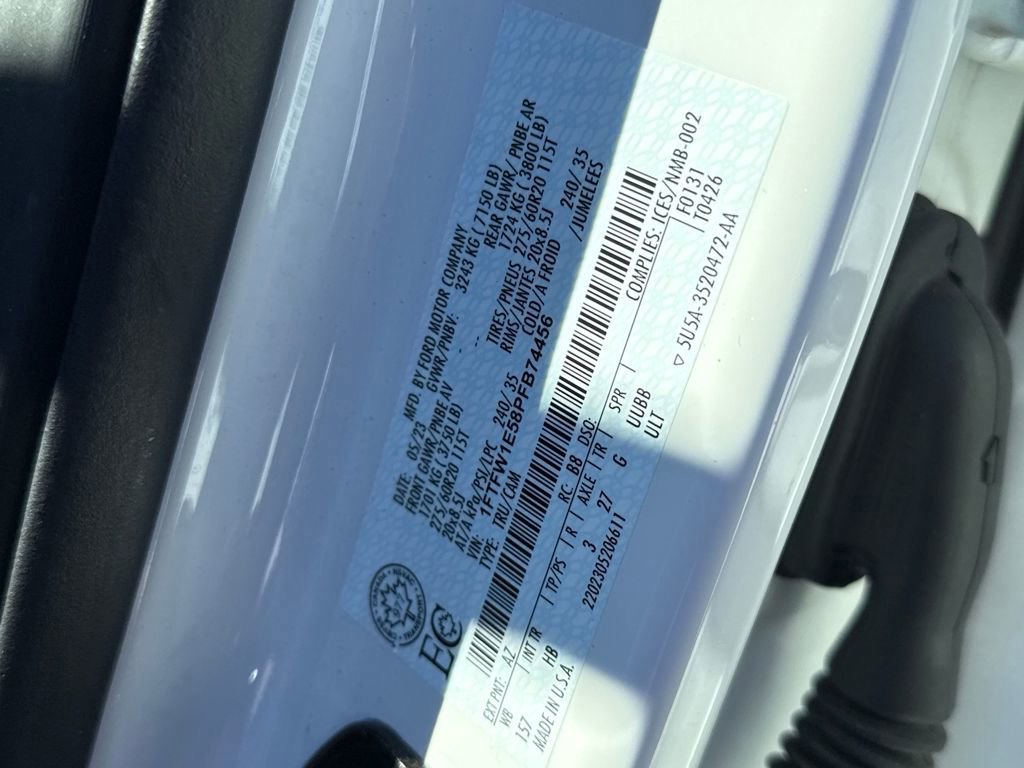 MFD. BY FORD MOTOR COMPANY
DATE: 05/23 GVWR/PNBV: 3243 KG ( 7150 LB)
FRONT GAWR/PNBE AV REAR GAWR/ PNBE AR
1701 KG( 3750 LB) 1724 KG ( 3800 LB)
275/60R20 115T TIRES/PNEUS 275/60R20 115T
20x8.5J RIMS/JANTES 20x8.5J
AT/A kPa/PSI/LPC 240/ 35 COLD/A FROID 240/ 35
VIN: 1FTFW1E58PFB74456 /JUMELEES
TYPE: TRU/CAM
EC
EXT PNT: AZ RC: B8 DSO: COMPLIES: ICES/NMB-002
WB INT TR TP/PS R AXLE TR SPR F0131
157 HB 3 27 G UUBB T0426
MADE IN U.S.A. 2202305206611 ULT ▽ 5U5A-3520472-AA